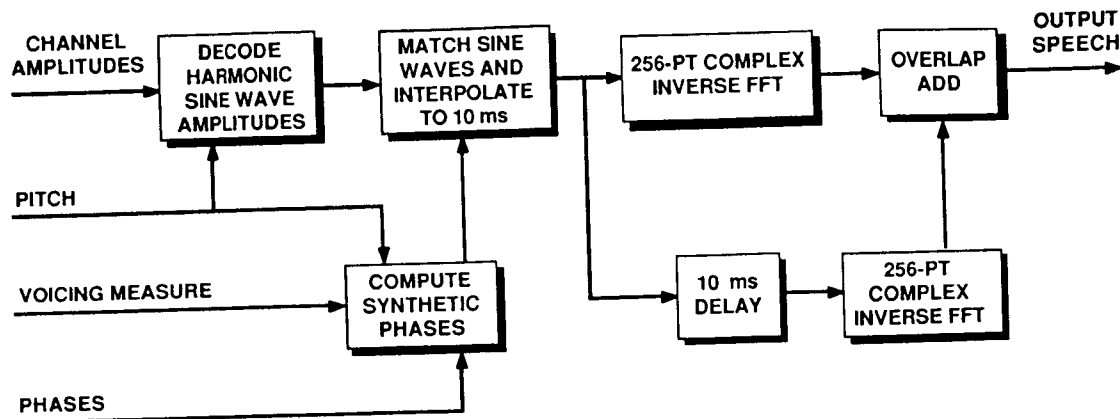 CHANNEL
AMPLITUDES
DECODE
HARMONIC
SINE WAVE
AMPLITUDES
MATCH SINE
WAVES AND
INTERPOLATE
TO 10 ms
256-PT COMPLEX
INVERSE FFT
OVERLAP
ADD
OUTPUT
SPEECH
PITCH
VOICING MEASURE
COMPUTE
SYNTHETIC
PHASES
10 ms
DELAY
256-PT
COMPLEX
INVERSE FFT
PHASES